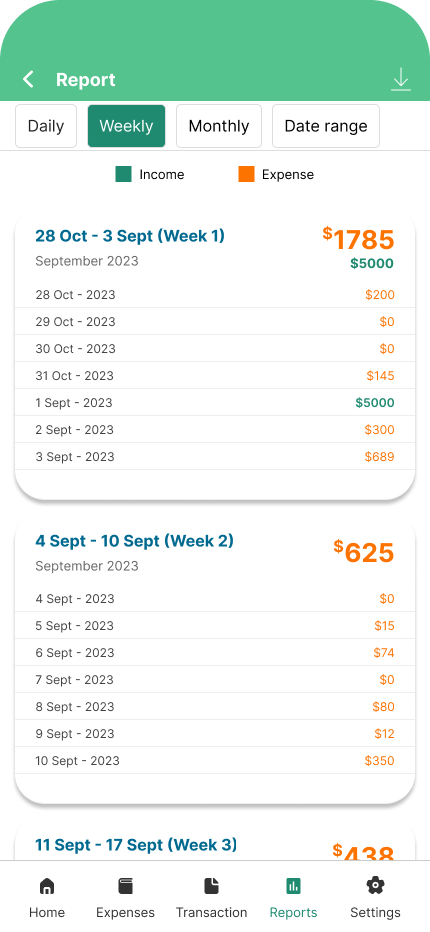 Report
Daily Weekly Monthly Date range
Income Expense
28 Oct - 3 Sept (Week 1) $1785
September 2023 $5000
28 Oct - 2023 $200
29 Oct - 2023 $0
30 Oct - 2023 $0
31 Oct - 2023 $145
1 Sept - 2023 $5000
2 Sept - 2023 $300
3 Sept - 2023 $689
4 Sept - 10 Sept (Week 2) $625
September 2023
4 Sept - 2023 $0
5 Sept - 2023 $15
6 Sept - 2023 $74
7 Sept - 2023 $0
8 Sept - 2023 $80
9 Sept - 2023 $12
10 Sept - 2023 $350
11 Sept - 17 Sept (Week 3) $438
Home Expenses Transaction Reports Settings